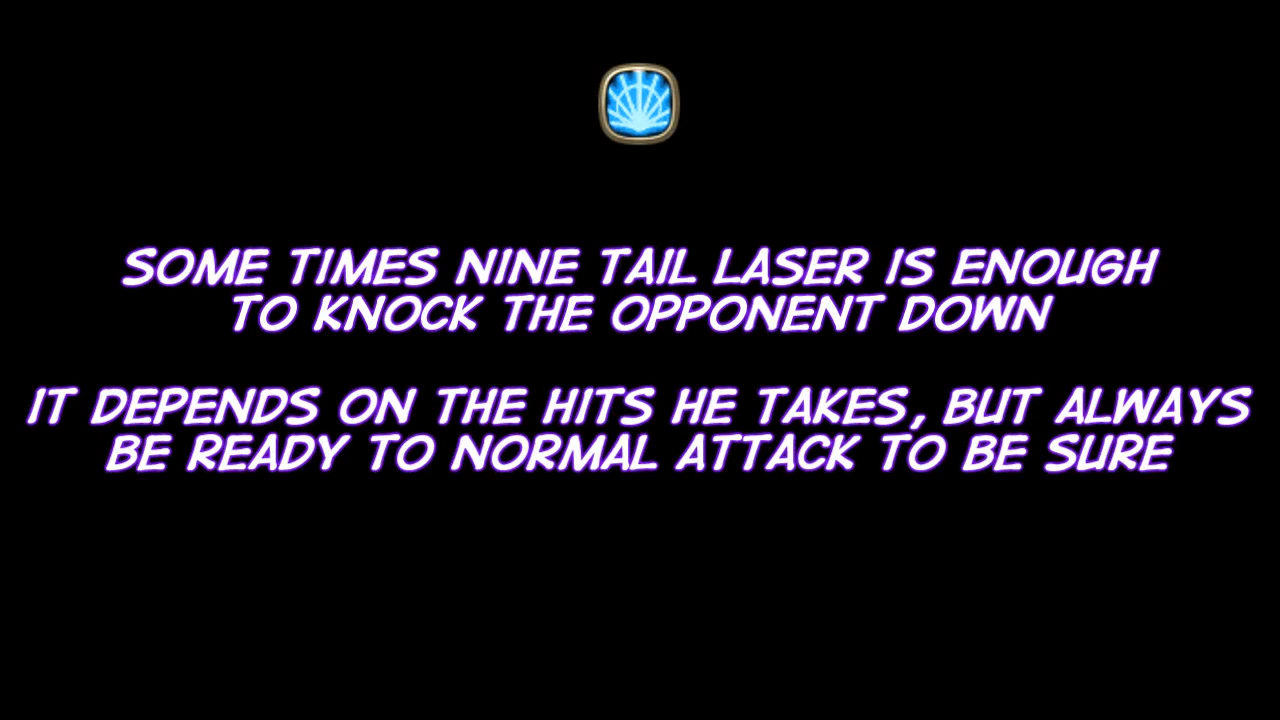 SOME TIMES NINE TAIL LASER IS ENOUGH
TO KNOCK THE OPPONENT DOWN
IT DEPENDS ON THE HITS HE TAKES, BUT ALWAYS
BE READY TO NORMAL ATTACK TO BE SURE